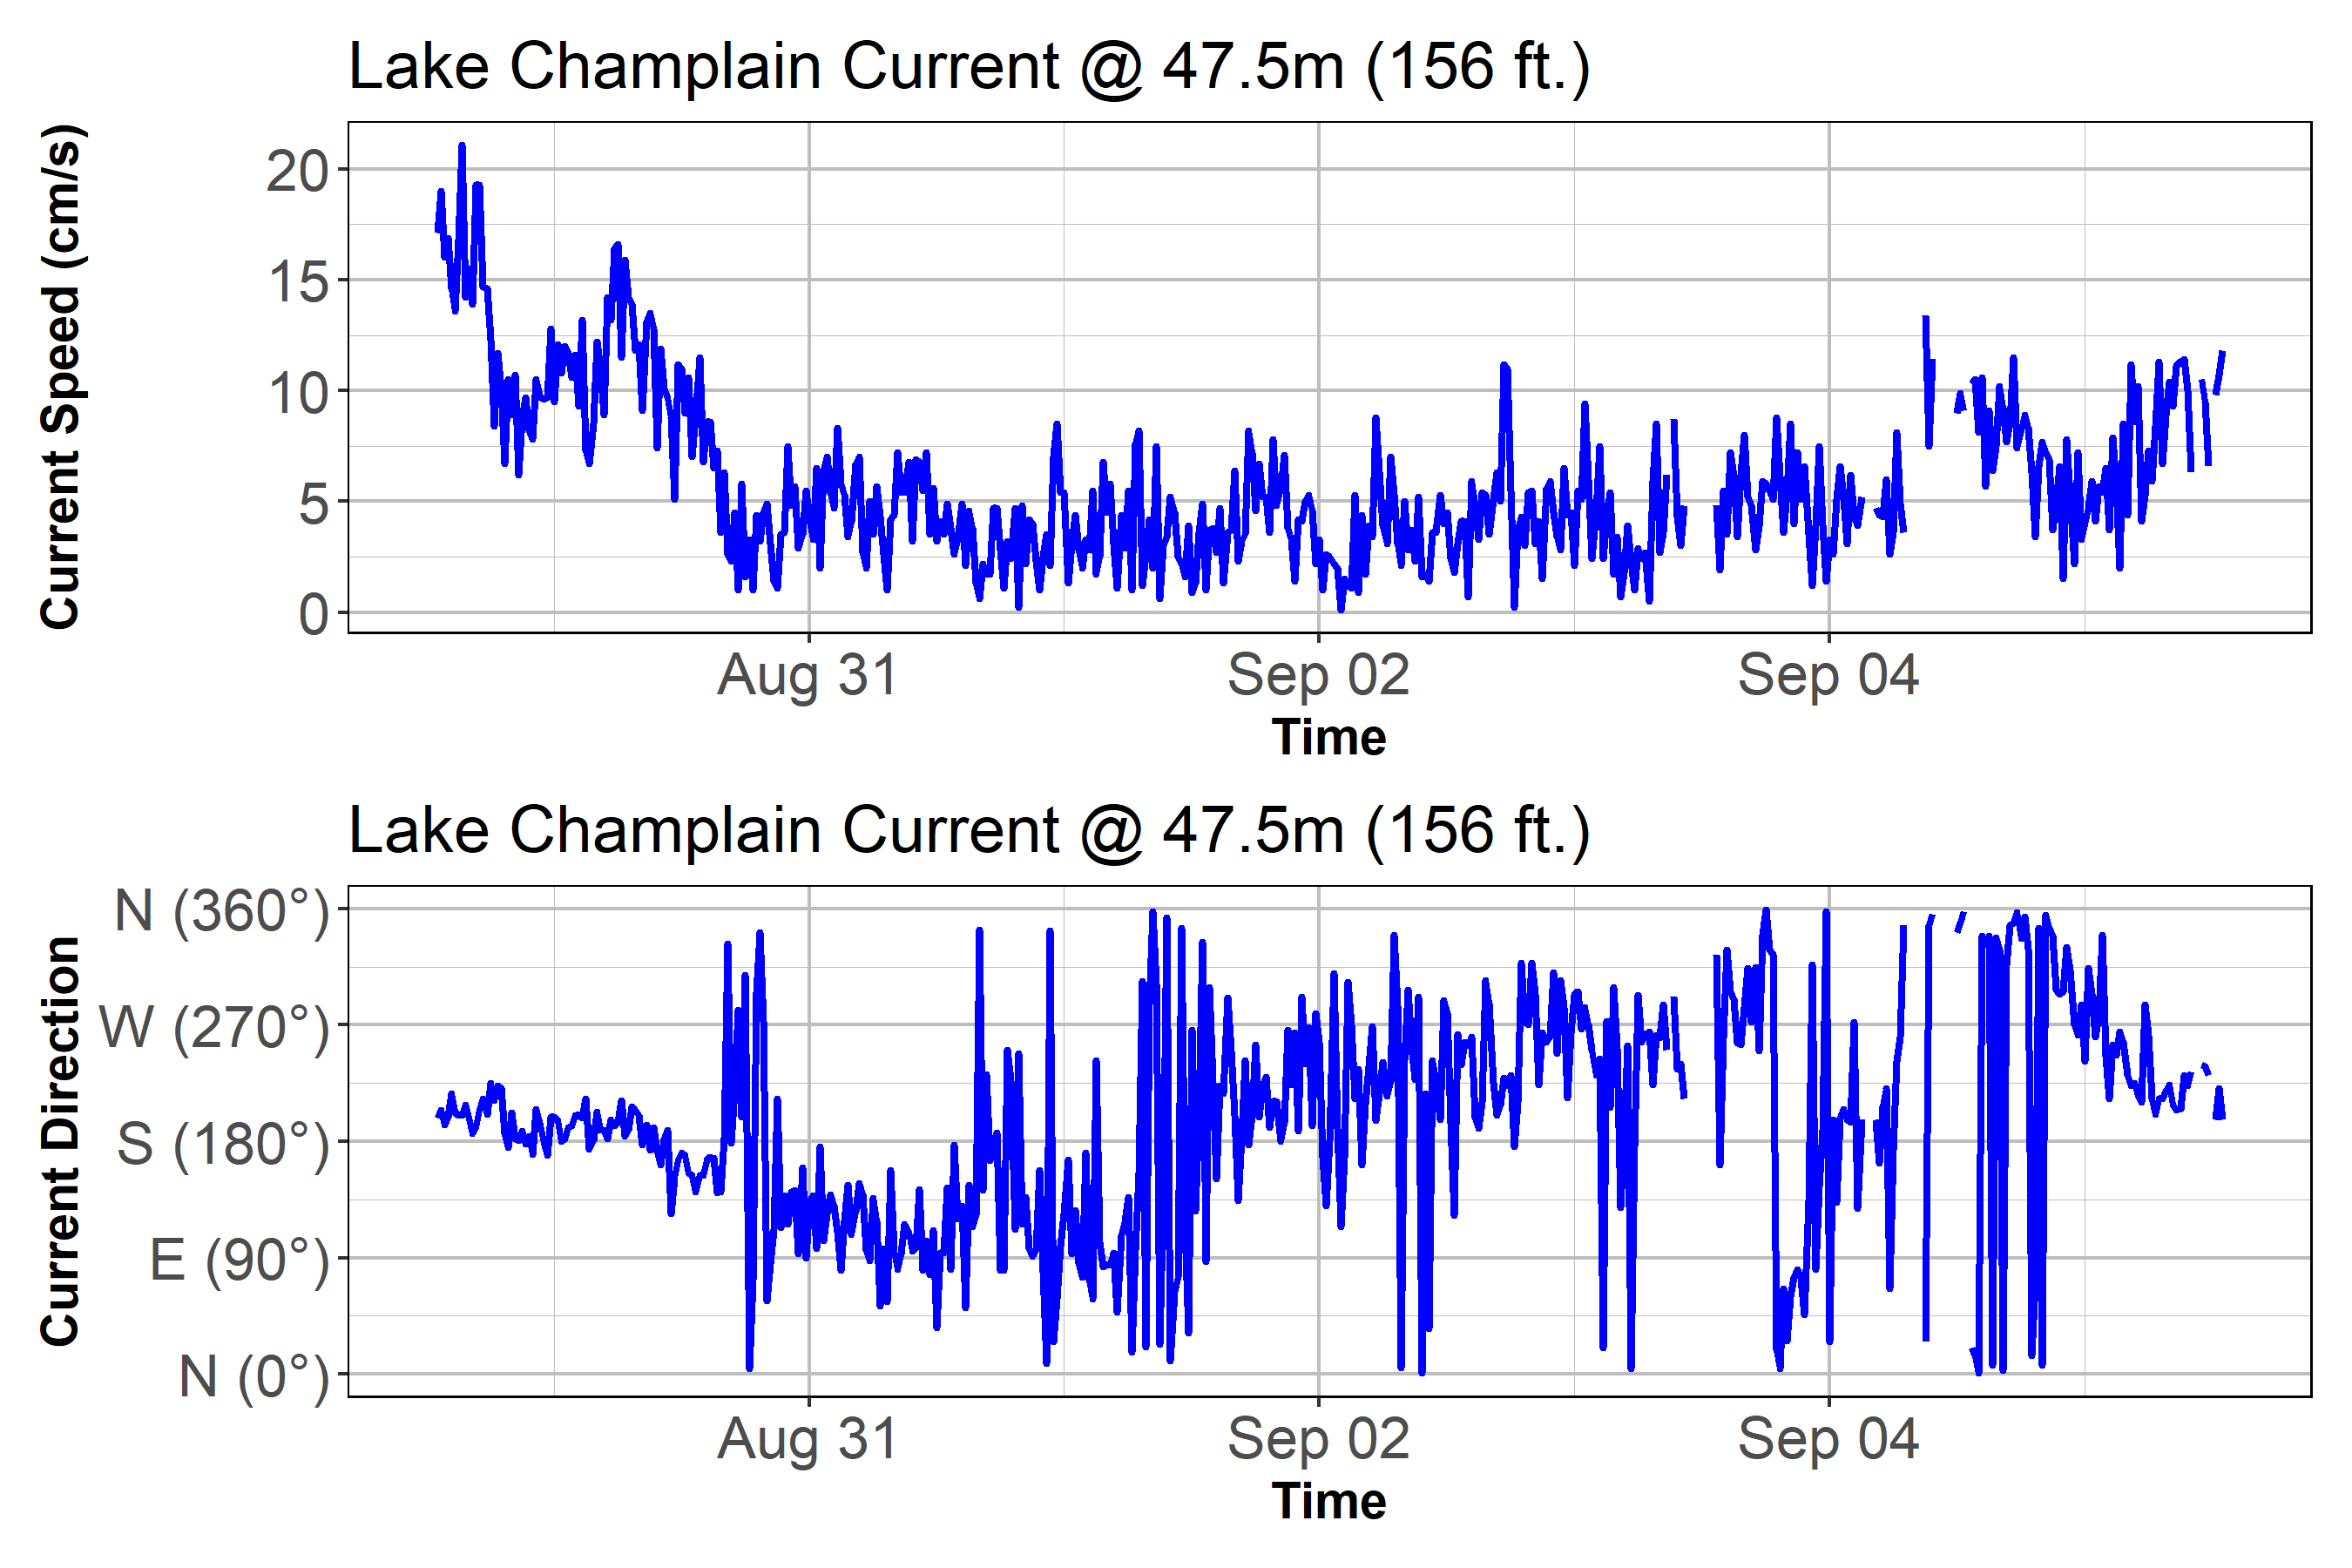 Lake Champlain Current @ 47.5m (156 ft.)
Current Speed (cm/s)
20
15
10
5
0
Aug 31 Sep 02 Sep 04
Time
Lake Champlain Current @ 47.5m (156 ft.)
Current Direction
N (360°)
W (270°)
S (180°)
E (90°)
N (0°)
Aug 31 Sep 02 Sep 04
Time